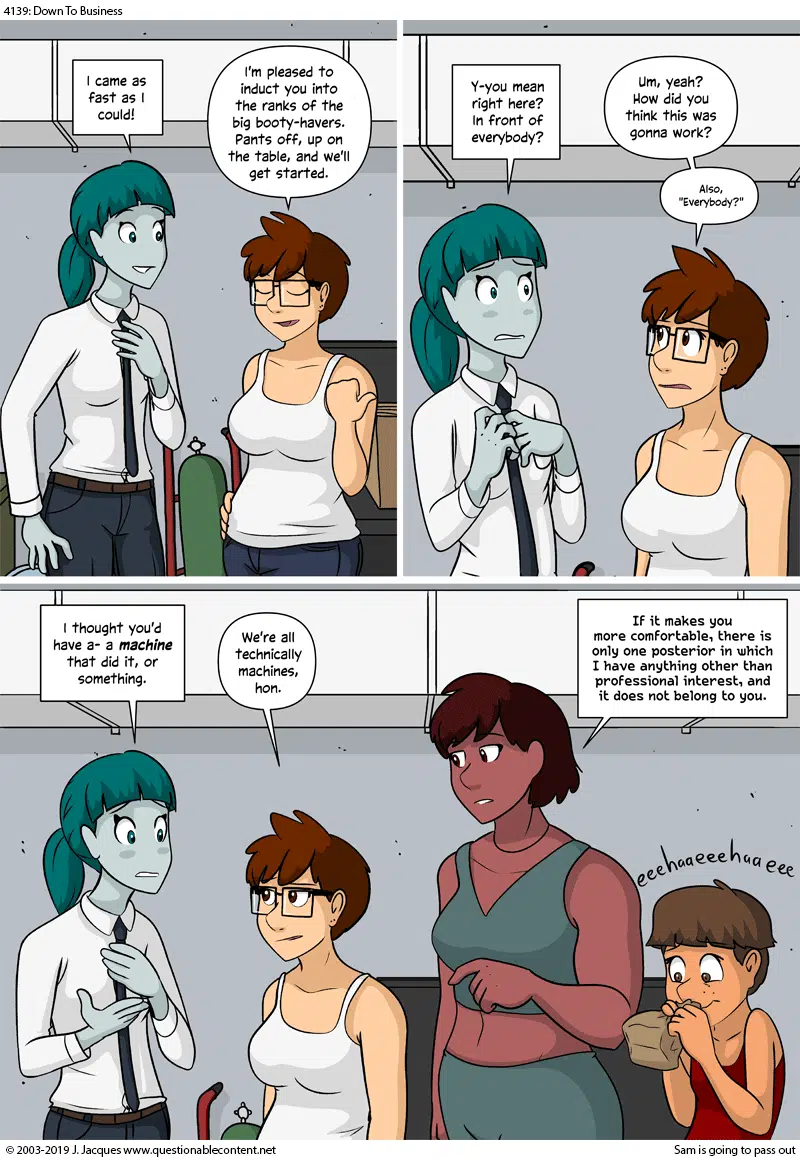 4139: Down To Business
I came as
fast as I
could!
I'm pleased to
induct you into
the ranks of the
big booty-havers.
Pants off, up on
the table, and we'll
get started.
Y-you mean
right here?
In front of
everybody?
Um, yeah?
How did you
think this was
gonna work?
Also,
"Everybody?"
I thought you'd
have a- a machine
that did it, or
something.
We're all
technically
machines,
hon.
If it makes you
more comfortable, there is
only one posterior in which
I have anything other than
professional interest, and
it does not belong to you.
eeehaaeeehaaeee
© 2003-2019 J. Jacques www.questionablecontent.net
Sam is going to pass out